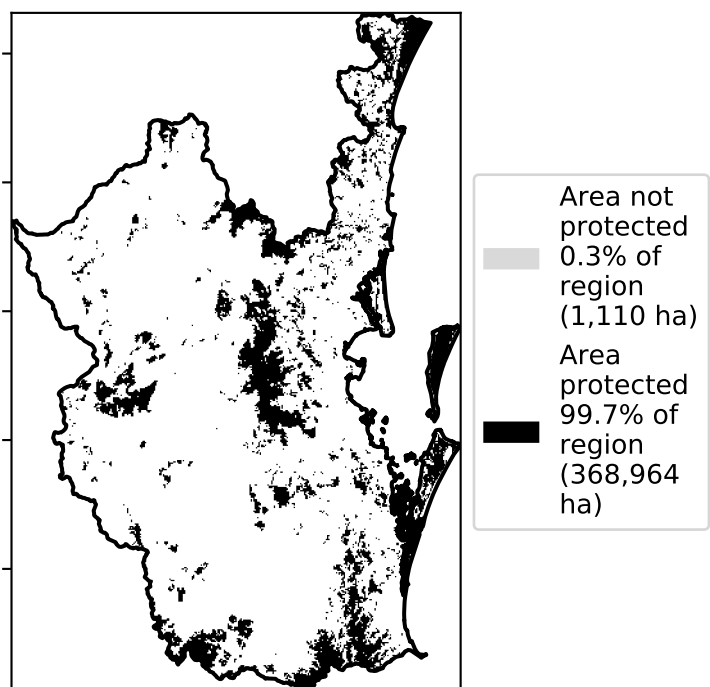 Area not
protected
0.3% of
region
(1,110 ha)
Area
protected
99.7% of
region
(368,964
ha)